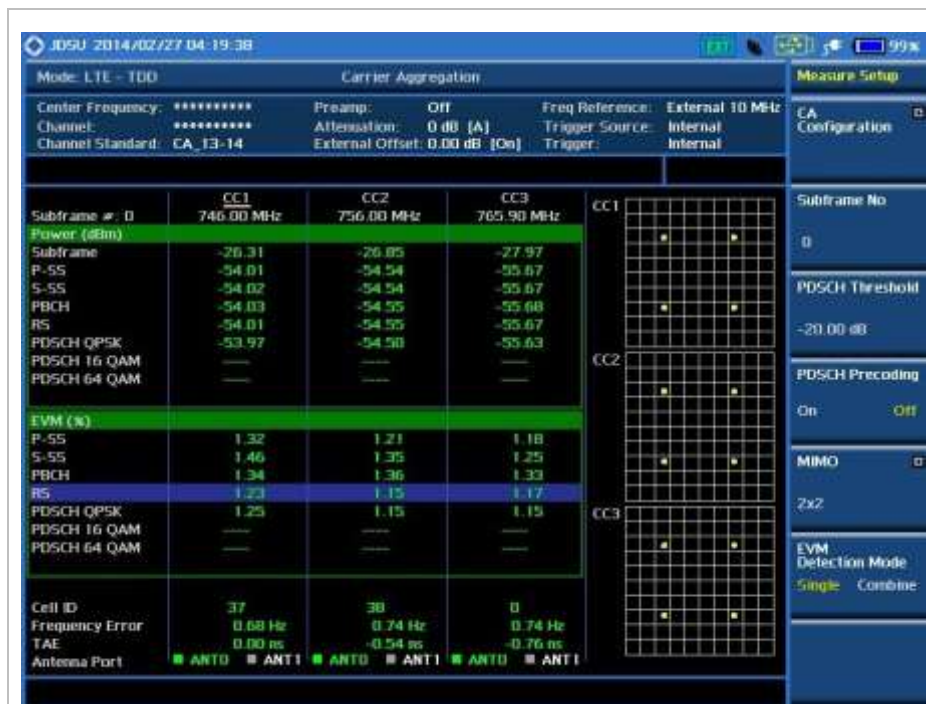 JDSU 2014/02/27 04:19:38 EXT 99%
Mode: LTE - TDD Carrier Aggregation Measure Setup
Center Frequency: ********** Preamp: Off Freq Reference: External 10 MHz
Channel: ********** Attenuation: 0 dB [A] Trigger Source: Internal
Channel Standard: CA_13-14 External Offset: 0.00 dB [On] Trigger: Internal
CA Configuration
CC1 CC2 CC3
Subframe #: 0 746.00 MHz 756.00 MHz 765.90 MHz
Power (dBm)
Subframe -26.31 -26.85 -27.97
P-SS -54.01 -54.54 -55.67
S-SS -54.02 -54.54 -55.67
PBCH -54.03 -54.55 -55.68
RS -54.01 -54.55 -55.67
PDSCH QPSK -53.97 -54.50 -55.63
PDSCH 16 QAM ---- ---- ----
PDSCH 64 QAM ---- ---- ----
EVM (%)
P-SS 1.32 1.21 1.18
S-SS 1.46 1.35 1.25
PBCH 1.34 1.36 1.33
RS 1.23 1.15 1.17
PDSCH QPSK 1.25 1.15 1.15
PDSCH 16 QAM ---- ---- ----
PDSCH 64 QAM ---- ---- ----
Cell ID 37 38 0
Frequency Error 0.68 Hz 0.74 Hz 0.74 Hz
TAE 0.00 ns -0.54 ns -0.76 ns
Antenna Port ANT0 ANT1 ANT0 ANT1 ANT0 ANT1
CC1
CC2
CC3
Subframe No
0
PDSCH Threshold
-20.00 dB
PDSCH Precoding
On Off
MIMO
2x2
EVM
Detection Mode
Single Combine